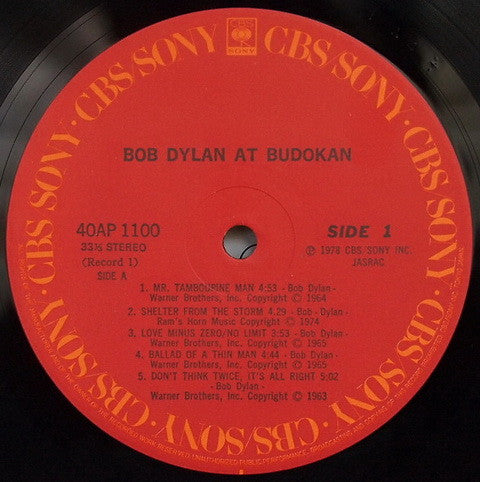 CBS
SONY
CBS/SONY · CBS/SONY · CBS/SONY · CBS/SONY · CBS/SONY · CBS/SONY · CBS/SONY
BOB DYLAN AT BUDOKAN
40AP 1100
33⅓ STEREO
(Record 1)
SIDE A
SIDE 1
℗ 1978 CBS/SONY INC.
JASRAC
1. MR. TAMBOURINE MAN 4:53 - Bob Dylan -
Warner Brothers, Inc. Copyright © 1964
2. SHELTER FROM THE STORM 4.29 - Bob Dylan -
Ram's Horn Music Copyright © 1974
3. LOVE MINUS ZERO/NO LIMIT 3:53 - Bob Dylan -
Warner Brothers, Inc. Copyright © 1965
4. BALLAD OF A THIN MAN 4:44 - Bob Dylan -
Warner Brothers, Inc. Copyright © 1965
5. DON'T THINK TWICE, IT'S ALL RIGHT 5:02
- Bob Dylan -
Warner Brothers, Inc. Copyright © 1963